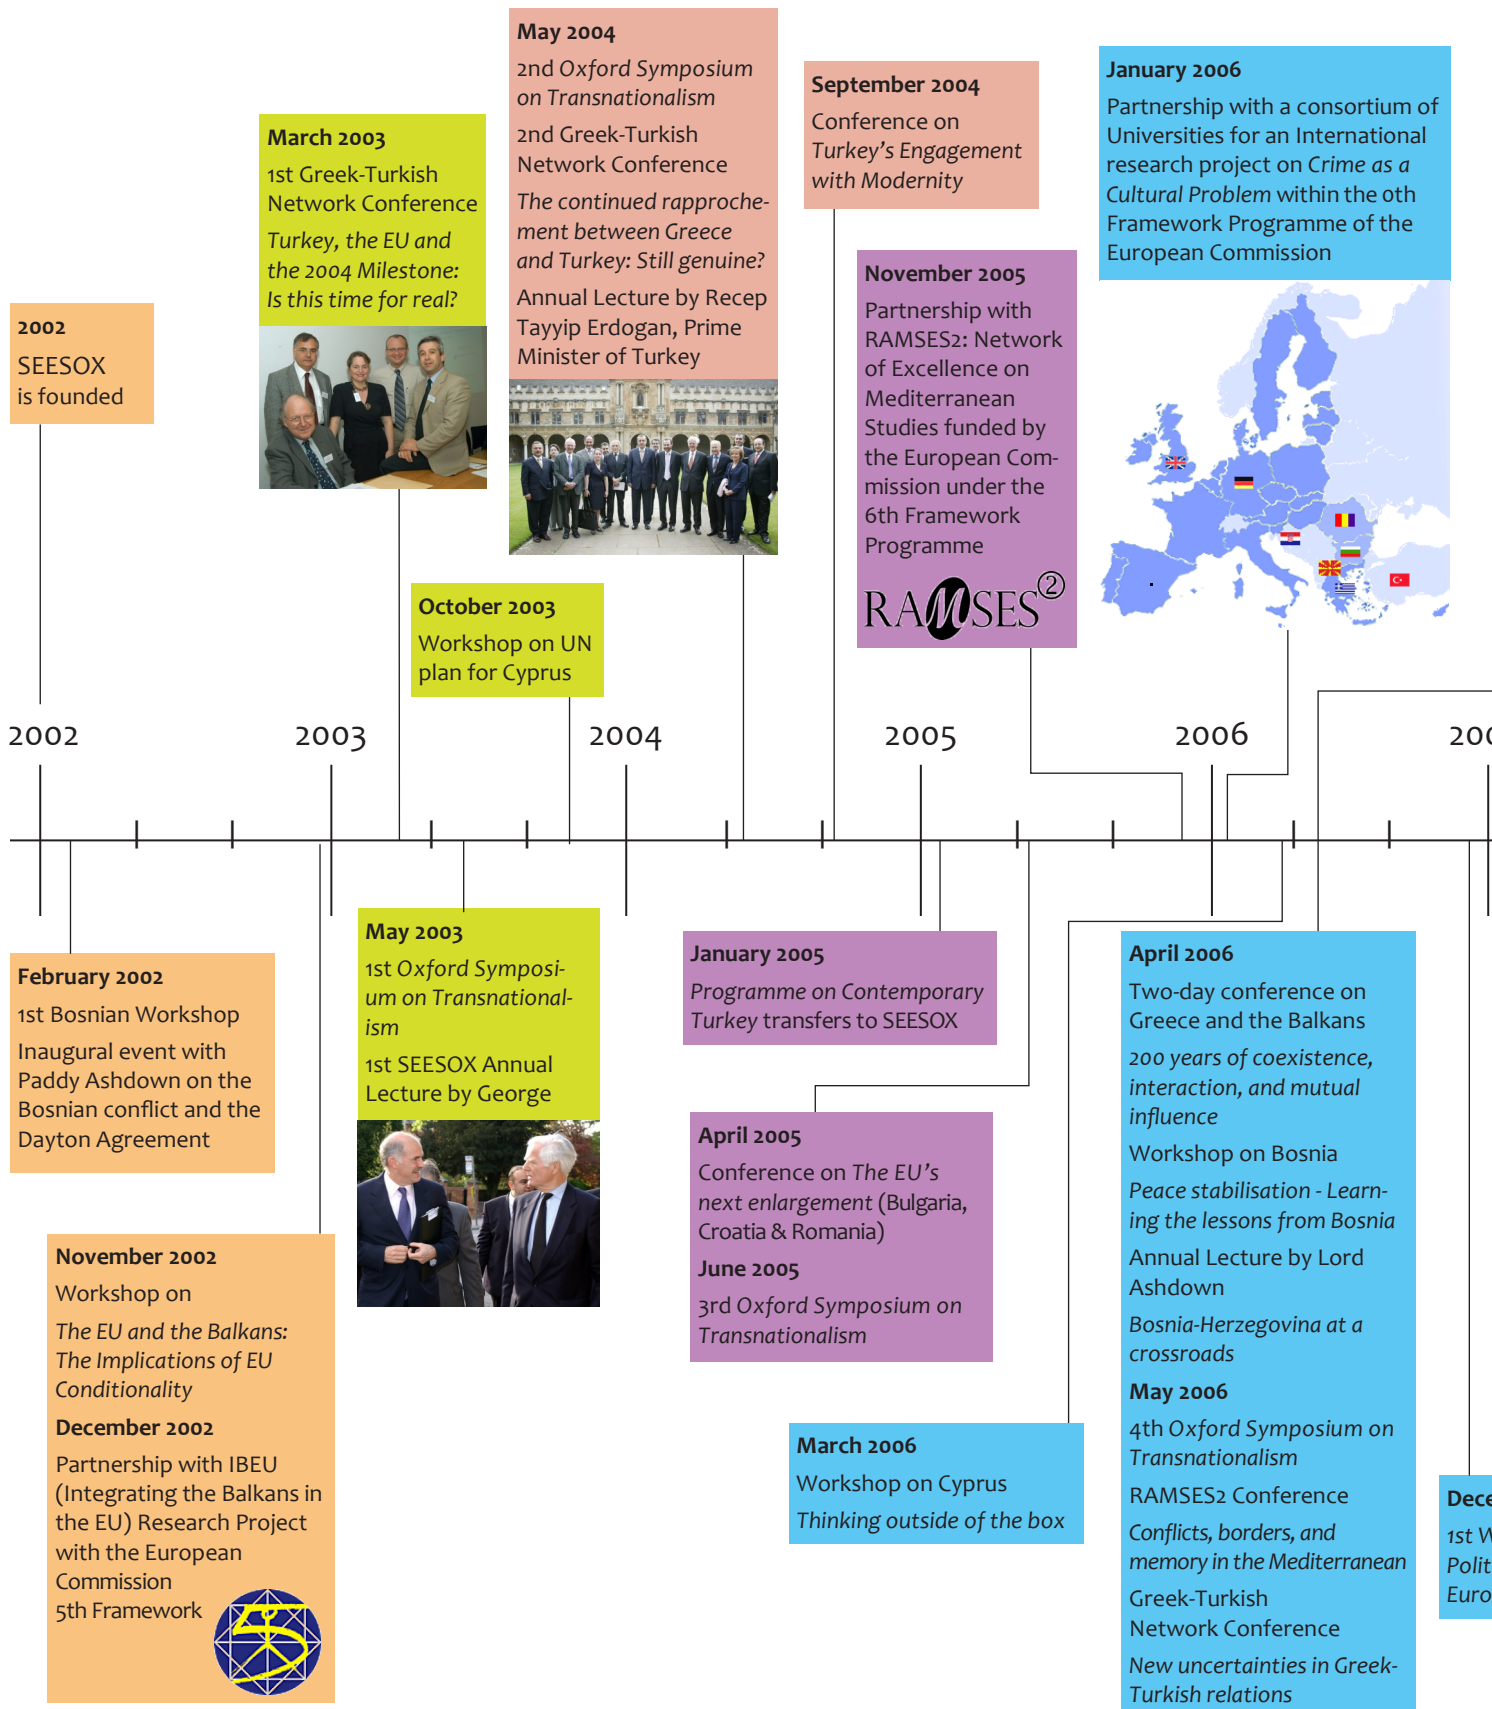 2002
SEESOX
is founded
March 2003
1st Greek-Turkish
Network Conference
Turkey, the EU and
the 2004 Milestone:
Is this time for real?
May 2004
2nd Oxford Symposium
on Transnationalism
2nd Greek-Turkish
Network Conference
The continued rapproche-
ment between Greece
and Turkey: Still genuine?
Annual Lecture by Recep
Tayyip Erdogan, Prime
Minister of Turkey
October 2003
Workshop on UN
plan for Cyprus
September 2004
Conference on
Turkey's Engagement
with Modernity
November 2005
Partnership with
RAMSES2: Network
of Excellence on
Mediterranean
Studies funded by
the European Com-
mission under the
6th Framework
Programme
RAMSES2
January 2006
Partnership with a consortium of
Universities for an International
research project on Crime as a
Cultural Problem within the 0th
Framework Programme of the
European Commission
2002 2003 2004 2005 2006 200
February 2002
1st Bosnian Workshop
Inaugural event with
Paddy Ashdown on the
Bosnian conflict and the
Dayton Agreement
November 2002
Workshop on
The EU and the Balkans:
The Implications of EU
Conditionality
December 2002
Partnership with IBEU
(Integrating the Balkans in
the EU) Research Project
with the European
Commission
5th Framework
5
May 2003
1st Oxford Symposi-
um on Transnational-
ism
1st SEESOX Annual
Lecture by George
January 2005
Programme on Contemporary
Turkey transfers to SEESOX
April 2005
Conference on The EU's
next enlargement (Bulgaria,
Croatia & Romania)
June 2005
3rd Oxford Symposium on
Transnationalism
March 2006
Workshop on Cyprus
Thinking outside of the box
April 2006
Two-day conference on
Greece and the Balkans
200 years of coexistence,
interaction, and mutual
influence
Workshop on Bosnia
Peace stabilisation - Learn-
ing the lessons from Bosnia
Annual Lecture by Lord
Ashdown
Bosnia-Herzegovina at a
crossroads
May 2006
4th Oxford Symposium on
Transnationalism
RAMSES2 Conference
Conflicts, borders, and
memory in the Mediterranean
Greek-Turkish
Network Conference
New uncertainties in Greek-
Turkish relations
Dece
1st W
Polit
Euro